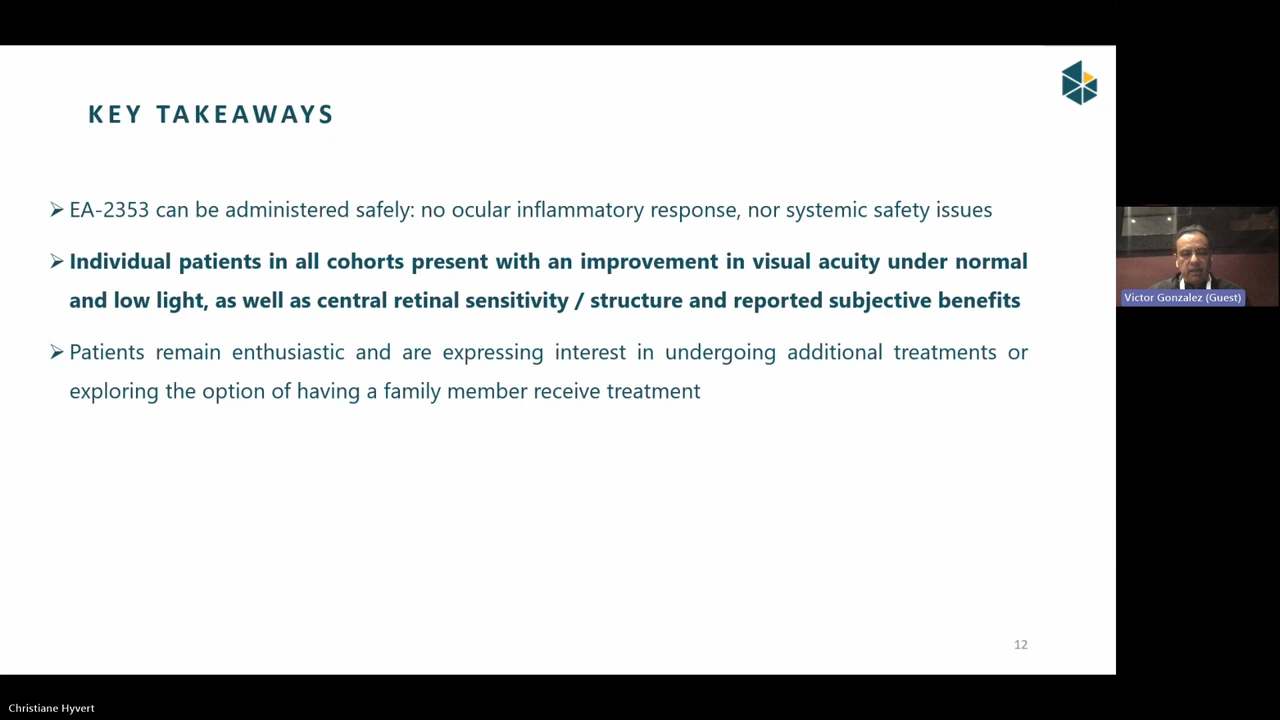 KEY TAKEAWAYS
➢ EA-2353 can be administered safely: no ocular inflammatory response, nor systemic safety issues
➢ Individual patients in all cohorts present with an improvement in visual acuity under normal
and low light, as well as central retinal sensitivity / structure and reported subjective benefits
➢ Patients remain enthusiastic and are expressing interest in undergoing additional treatments or
exploring the option of having a family member receive treatment
Victor Gonzalez (Guest)
12
Christiane Hyvert